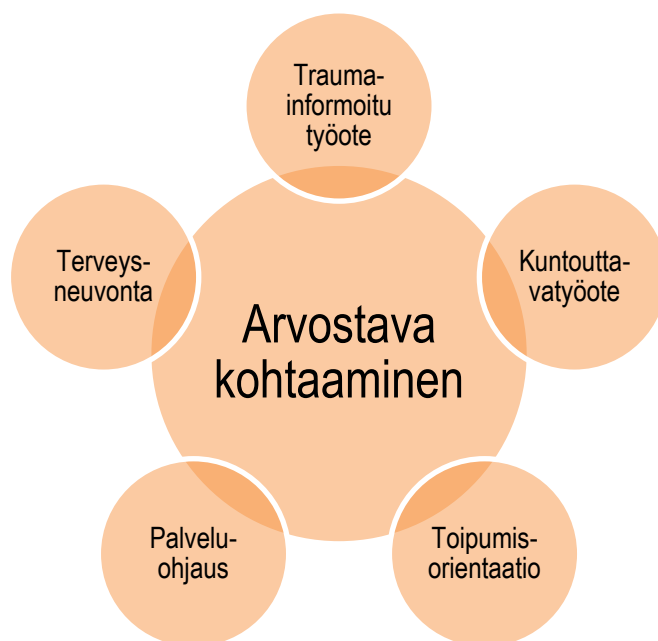 Trauma-
informoitu
työote
Terveys-
neuvonta
Kuntoutta-
vatyöote
Arvostava
kohtaaminen
Palvelu-
ohjaus
Toipumis-
orientaatio